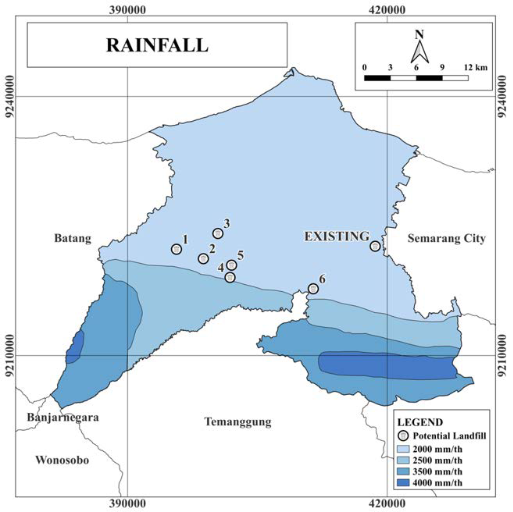 390000 420000
RAINFALL
N
0 3 6 9 12 km
9240000 9240000
3
Batang 1 EXISTING Semarang City
2 5
4
6
9210000 9210000
Banjarnegara Temanggung
Wonosobo
LEGEND
Potential Landfill
2000 mm/th
2500 mm/th
3500 mm/th
4000 mm/th
390000 420000